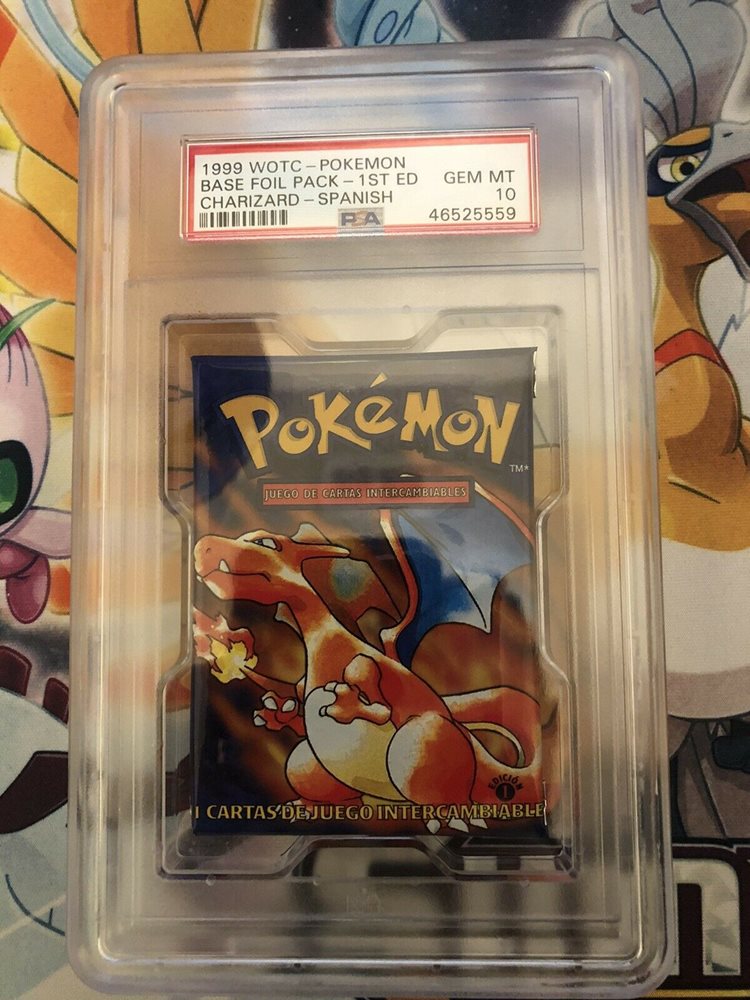 1999 WOTC – POKEMON
BASE FOIL PACK – 1ST ED GEM MT
CHARIZARD – SPANISH 10
PSA 46525559
POKéMON
TM*
JUEGO DE CARTAS INTERCAMBIABLES
EDICIÓN
1
CARTAS DE JUEGO INTERCAMBIABLE